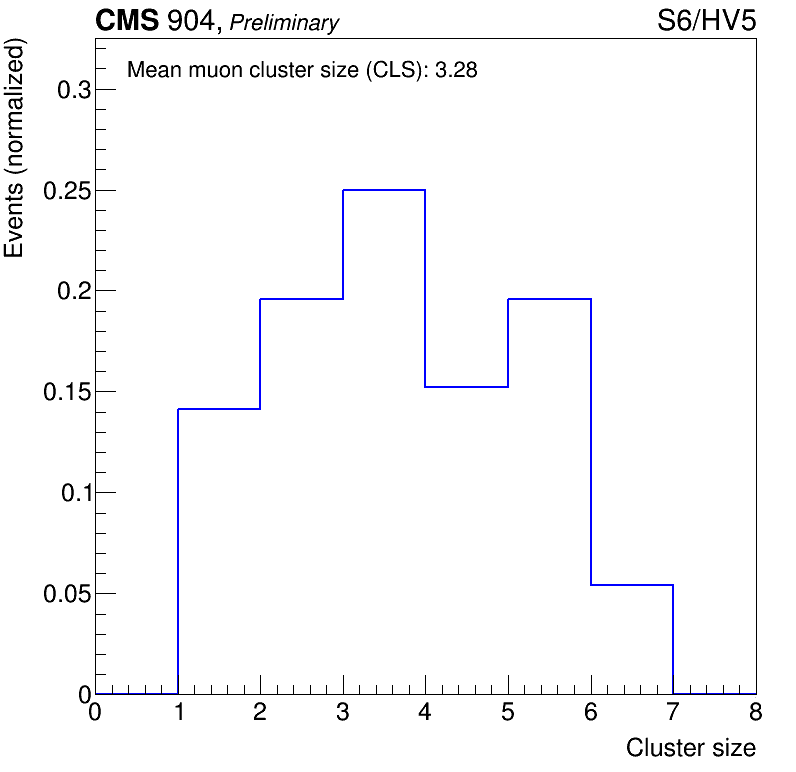 CMS 904, Preliminary S6/HV5
Mean muon cluster size (CLS): 3.28
Events (normalized)
0.3
0.25
0.2
0.15
0.1
0.05
0
0 1 2 3 4 5 6 7 8
Cluster size